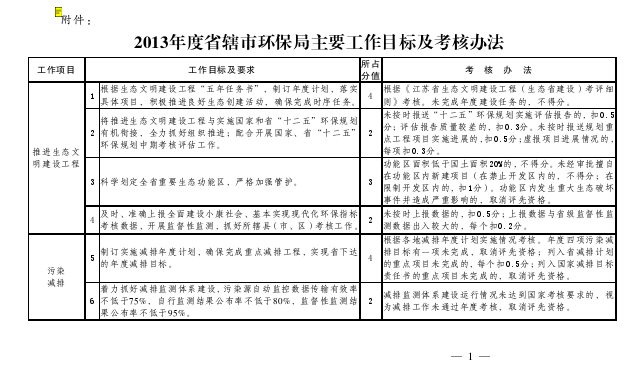 附件：
2013年度省辖市环保局主要工作目标及考核办法
工作项目
工作目标及要求
所占
分值
考 核 办 法
推进生态文
明建设工程
1
根据生态文明建设工程“五年任务书”，制订年度计划，落实
具体项目，积极推进良好生态创建活动，确保完成时序任务。
4
根据《江苏省生态文明建设工程（生态省建设）考评细
则》考核，未完成年度建设任务的，不得分。
2
将推进生态文明建设工程与实施国家和省“十二五”环保规划
有机衔接，全力抓好组织推进；配合开展国家、省“十二五”
环保规划中期考核评估工作。
2
未按时报送“十二五”环保规划实施评估报告的，扣0.5
分；评估报告质量较差的，扣0.3分。未按时报送规划重
点工程项目实施进展的，扣0.5分；虚报项目进展情况的，
每项扣0.3分。
3
科学划定全省重要生态功能区，严格加强管护。
3
功能区面积低于国土面积20%的，不得分。未经审批擅自
在功能区内新建项目（在禁止开发区内的，不得分；在
限制开发区内的，扣1分）。功能区内发生重大生态破坏
事件并造成严重影响的，取消评先资格。
4
及时、准确上报全面建设小康社会、基本实现现代化环保指标
考核数据，开展监督性监测，抓好所辖县（市、区）考核工作。
2
未按时上报数据的，扣0.5分；上报数据与省级监督性监
测数据出入较大的，每个扣0.2分。
污染
减排
5
制订实施减排年度计划，确保完成重点减排工程，实现省下达
的年度减排目标。
4
根据各地减排年度计划实施情况考核。年度四项污染减
排目标有一项未完成，取消评先资格；列入省减排计划
的重点项目未完成的，每个扣0.5分；列入国家减排目标
责任书的重点项目未完成的，取消评先资格。
6
着力抓好减排监测体系建设，污染源自动监控数据传输有效率
不低于75%，自行监测结果公布率不低于80%，监督性监测结
果公布率不低于95%。
2
减排监测体系建设运行情况未达到国家考核要求的，视
为减排工作未通过年度考核，取消评先资格。
— 1 —